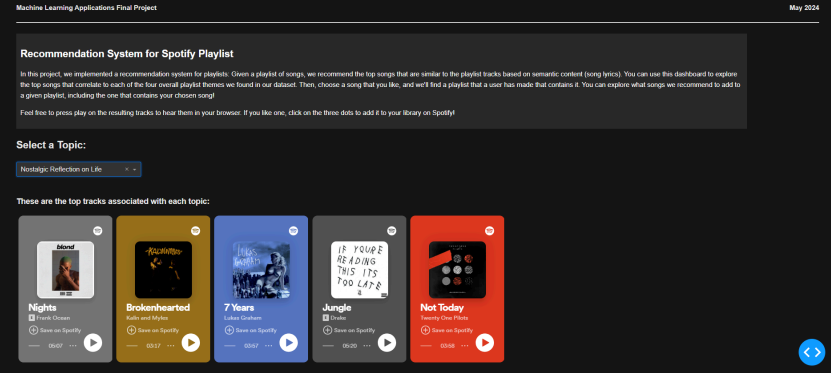 Machine Learning Applications Final Project
May 2024
Recommendation System for Spotify Playlist
In this project, we implemented a recommendation system for playlists: Given a playlist of songs, we recommend the top songs that are similar to the playlist tracks based on semantic content (song lyrics). You can use this dashboard to explore
the top songs that correlate to each of the four overall playlist themes we found in our dataset. Then, choose a song that you like, and we'll find a playlist that a user has made that contains it. You can explore what songs we recommend to add to
a given playlist, including the one that contains your chosen song!
Feel free to press play on the resulting tracks to hear them in your browser. If you like one, click on the three dots to add it to your library on Spotify!
Select a Topic:
Nostalgic Reflection on Life
These are the top tracks associated with each topic:
blond
Nights
E Frank Ocean
Save on Spotify
05:07
KALIN AND MYLES
Brokenhearted
Kalin and Myles
Save on Spotify
03:17
LUKAS
GRAHAM
7 Years
Lukas Graham
Save on Spotify
03:57
IF YOURE
READING
THIS ITS
TOO LATE
Jungle
E Drake
Save on Spotify
05:20
Not Today
Twenty One Pilots
Save on Spotify
03:58